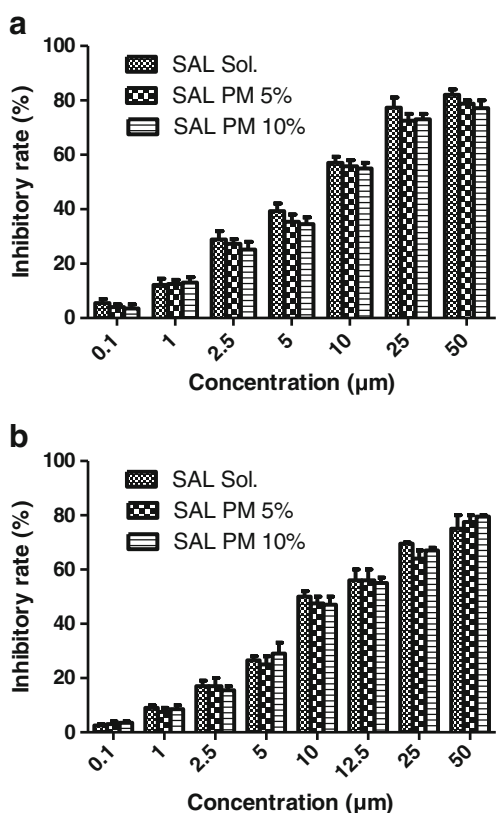 a
100
80
60
40
20
0
Inhibitory rate (%)
SAL Sol.
SAL PM 5%
SAL PM 10%
0.1 1 2.5 5 10 25 50
Concentration (µm)
b
100
80
60
40
20
0
Inhibitory rate (%)
SAL Sol.
SAL PM 5%
SAL PM 10%
0.1 1 2.5 5 10 12.5 25 50
Concentration (µm)